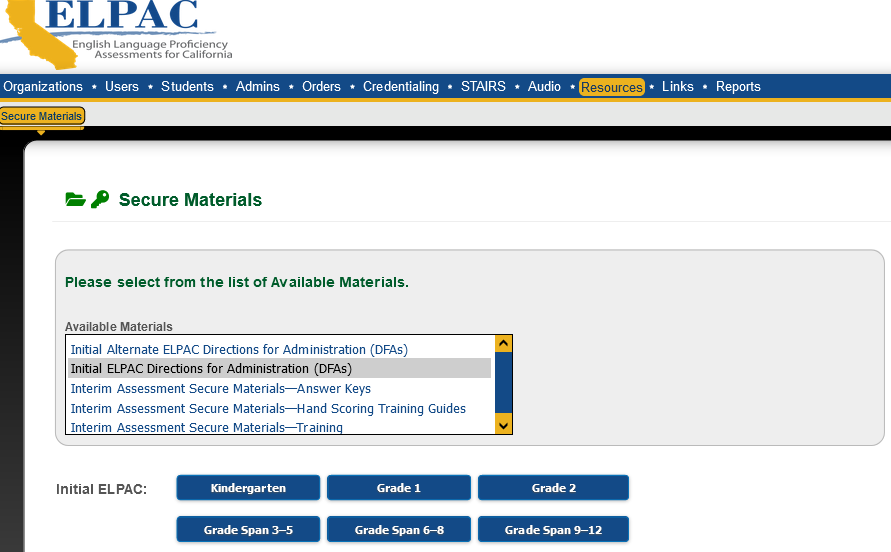 ELPAC
English Language Proficiency
Assessments for California
Organizations • Users • Students • Admins • Orders • Credentialing • STAIRS • Audio • Resources • Links • Reports
Secure Materials
Secure Materials
Please select from the list of Available Materials.
Available Materials
Initial Alternate ELPAC Directions for Administration (DFAs)
Initial ELPAC Directions for Administration (DFAs)
Interim Assessment Secure Materials—Answer Keys
Interim Assessment Secure Materials—Hand Scoring Training Guides
Interim Assessment Secure Materials—Training
Initial ELPAC: Kindergarten Grade 1 Grade 2
Grade Span 3–5 Grade Span 6–8 Grade Span 9–12